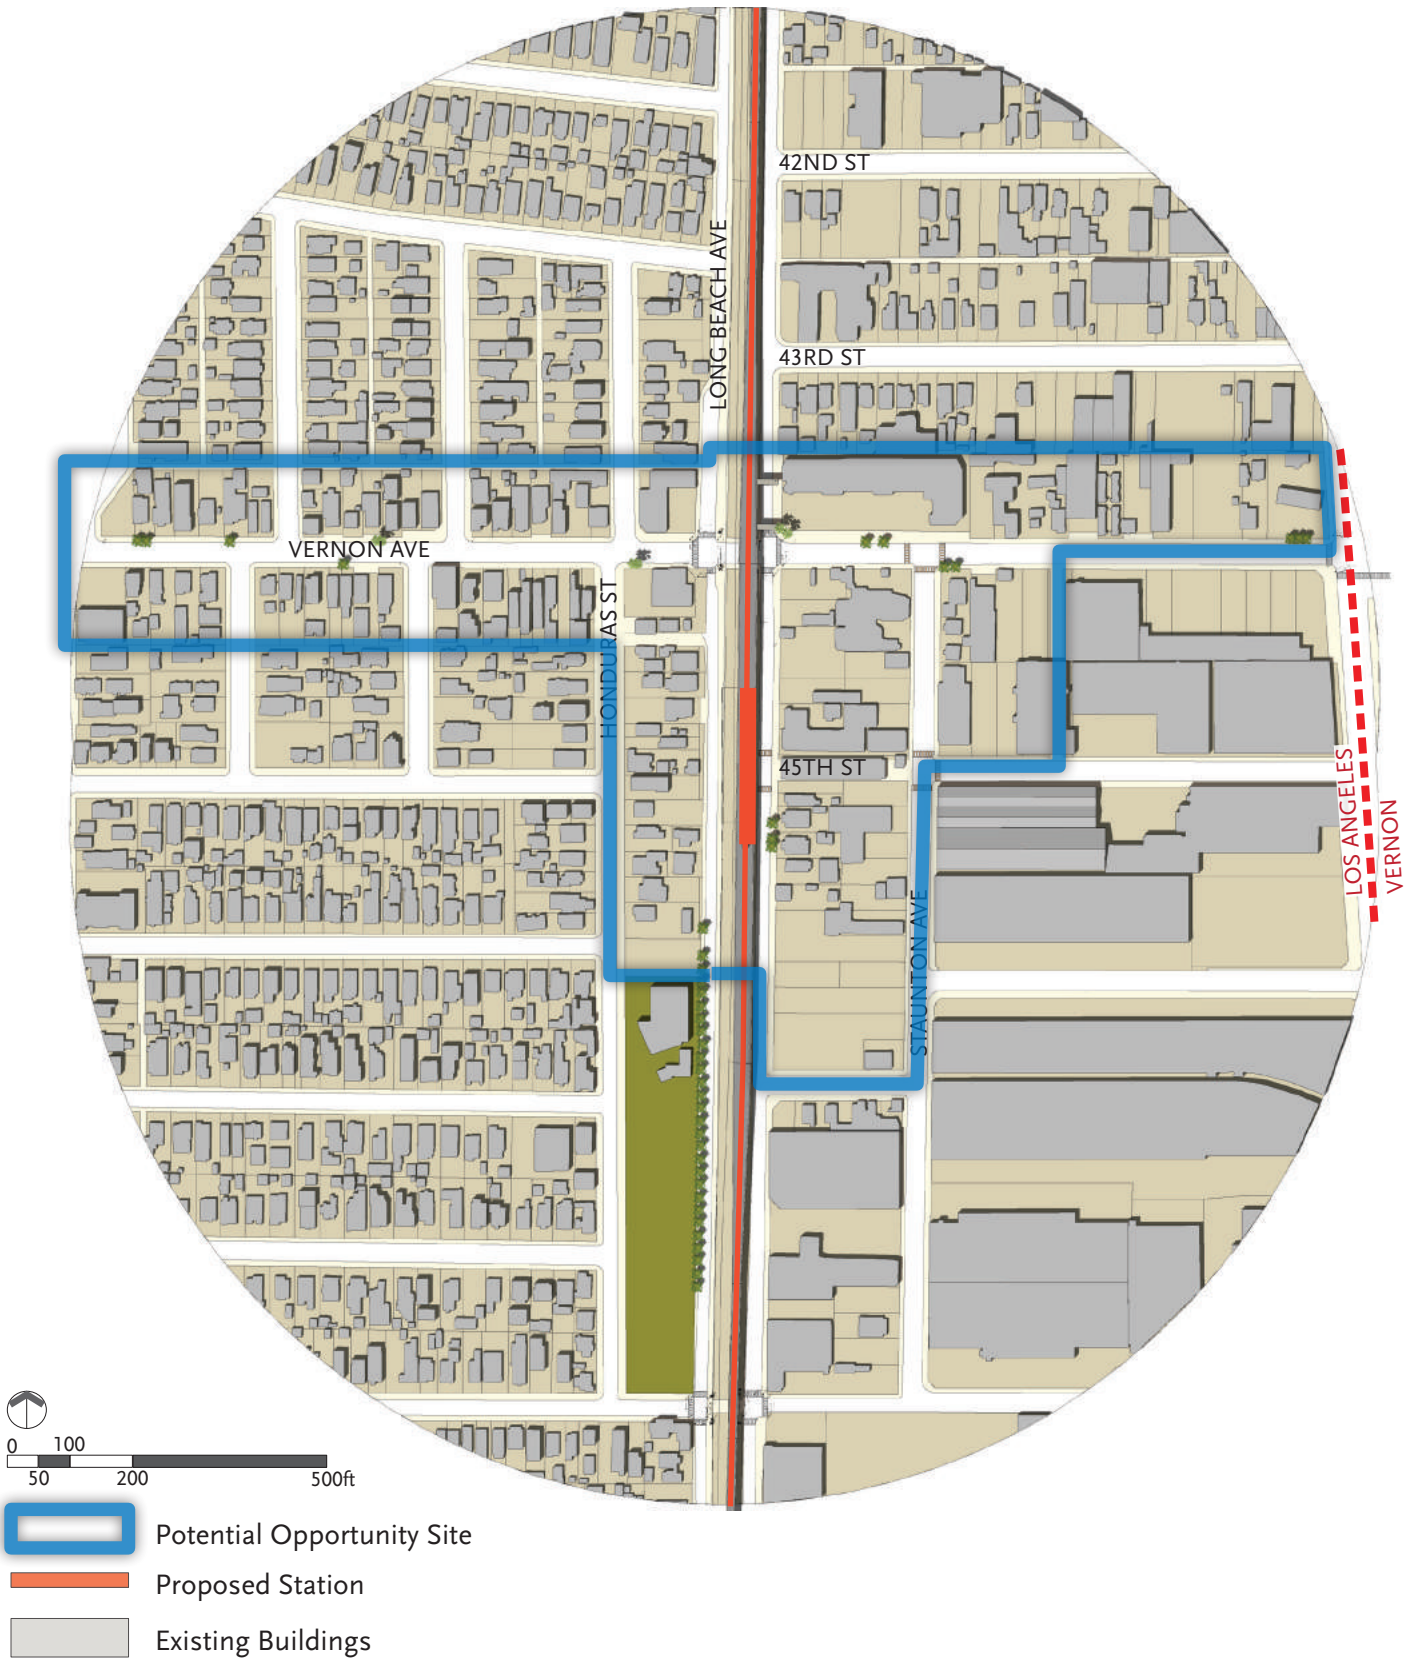 42ND ST
LONG BEACH AVE
43RD ST
VERNON AVE
HONDURAS ST
45TH ST
LOS ANGELES
VERNON
STAUNTON AVE
0 100
50 200 500ft
Potential Opportunity Site
Proposed Station
Existing Buildings